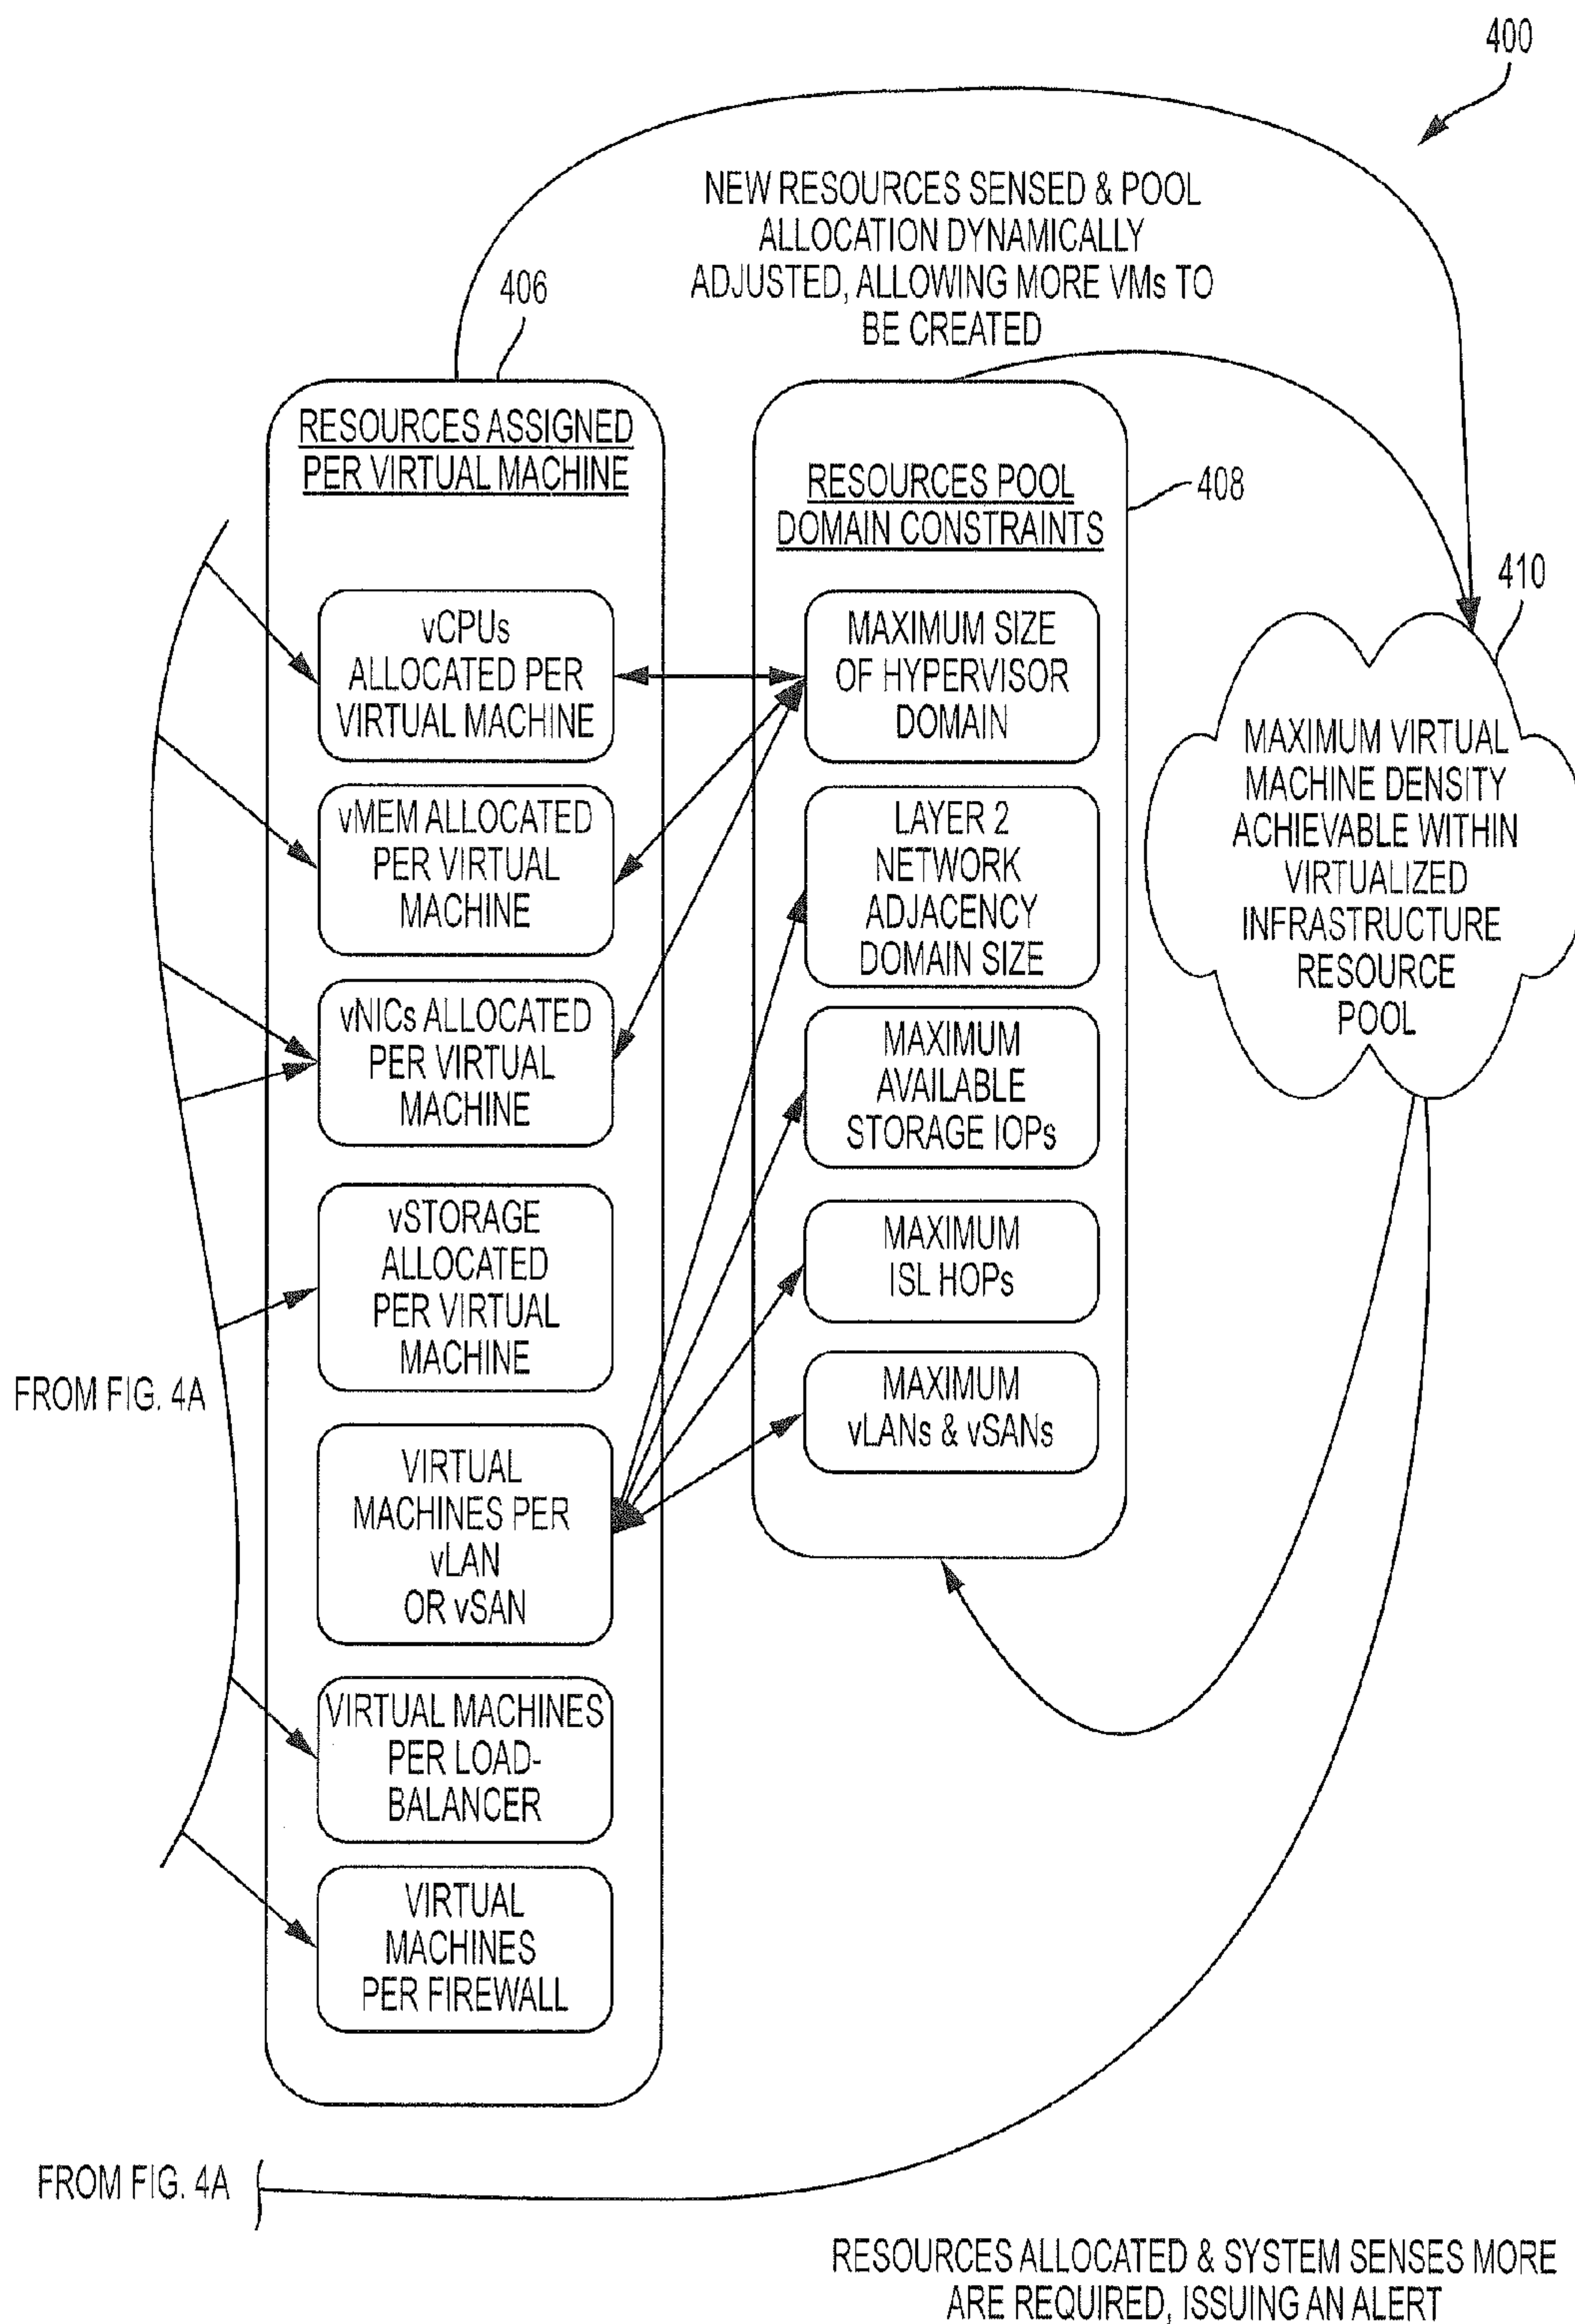 400
NEW RESOURCES SENSED & POOL
ALLOCATION DYNAMICALLY
ADJUSTED, ALLOWING MORE VMs TO
BE CREATED
406
RESOURCES ASSIGNED
PER VIRTUAL MACHINE
vCPUs
ALLOCATED PER
VIRTUAL MACHINE
vMEM ALLOCATED
PER VIRTUAL
MACHINE
vNICs ALLOCATED
PER VIRTUAL
MACHINE
vSTORAGE
ALLOCATED
PER VIRTUAL
MACHINE
VIRTUAL
MACHINES PER
vLAN
OR vSAN
VIRTUAL MACHINES
PER LOAD-
BALANCER
VIRTUAL
MACHINES
PER FIREWALL
RESOURCES POOL
DOMAIN CONSTRAINTS
408
MAXIMUM SIZE
OF HYPERVISOR
DOMAIN
LAYER 2
NETWORK
ADJACENCY
DOMAIN SIZE
MAXIMUM
AVAILABLE
STORAGE IOPs
MAXIMUM
ISL HOPs
MAXIMUM
vLANs & vSANs
410
MAXIMUM VIRTUAL
MACHINE DENSITY
ACHIEVABLE WITHIN
VIRTUALIZED
INFRASTRUCTURE
RESOURCE
POOL
FROM FIG. 4A
FROM FIG. 4A
RESOURCES ALLOCATED & SYSTEM SENSES MORE
ARE REQUIRED, ISSUING AN ALERT